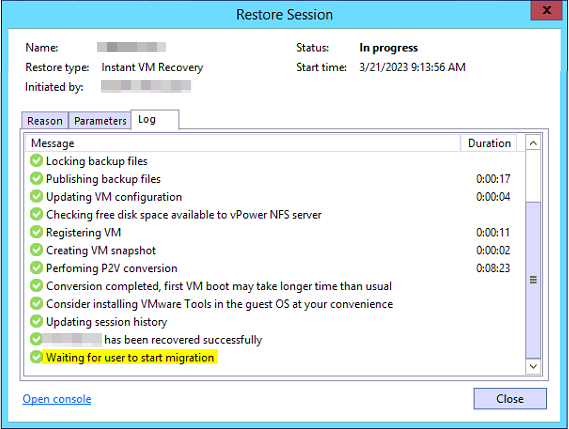 Restore Session
X
Name:
Status: In progress
Restore type: Instant VM Recovery
Start time: 3/21/2023 9:13:56 AM
Initiated by:
Reason Parameters Log
Message Duration
Locking backup files
Publishing backup files 0:00:17
Updating VM configuration 0:00:04
Checking free disk space available to vPower NFS server
Registering VM 0:00:11
Creating VM snapshot 0:00:02
Perfoming P2V conversion 0:08:23
Conversion completed, first VM boot may take longer time than usual
Consider installing VMware Tools in the guest OS at your convenience
Updating session history
has been recovered successfully
Waiting for user to start migration
Open console
Close